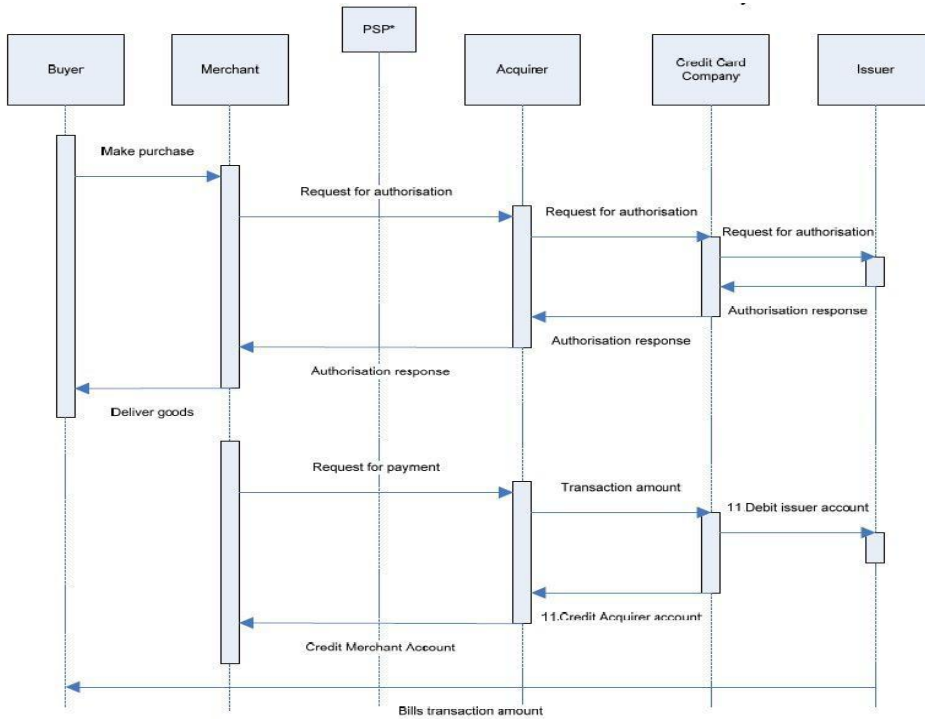 PSP*
Buyer
Merchant
Acquirer
Credit Card
Company
Issuer
Make purchase
Request for authorisation
Request for authorisation
Request for authorisation
Authorisation response
Authorisation response
Authorisation response
Deliver goods
Request for payment
Transaction amount
11.Debit issuer account
11.Credit Acquirer account
Credit Merchant Account
Bills transaction amount